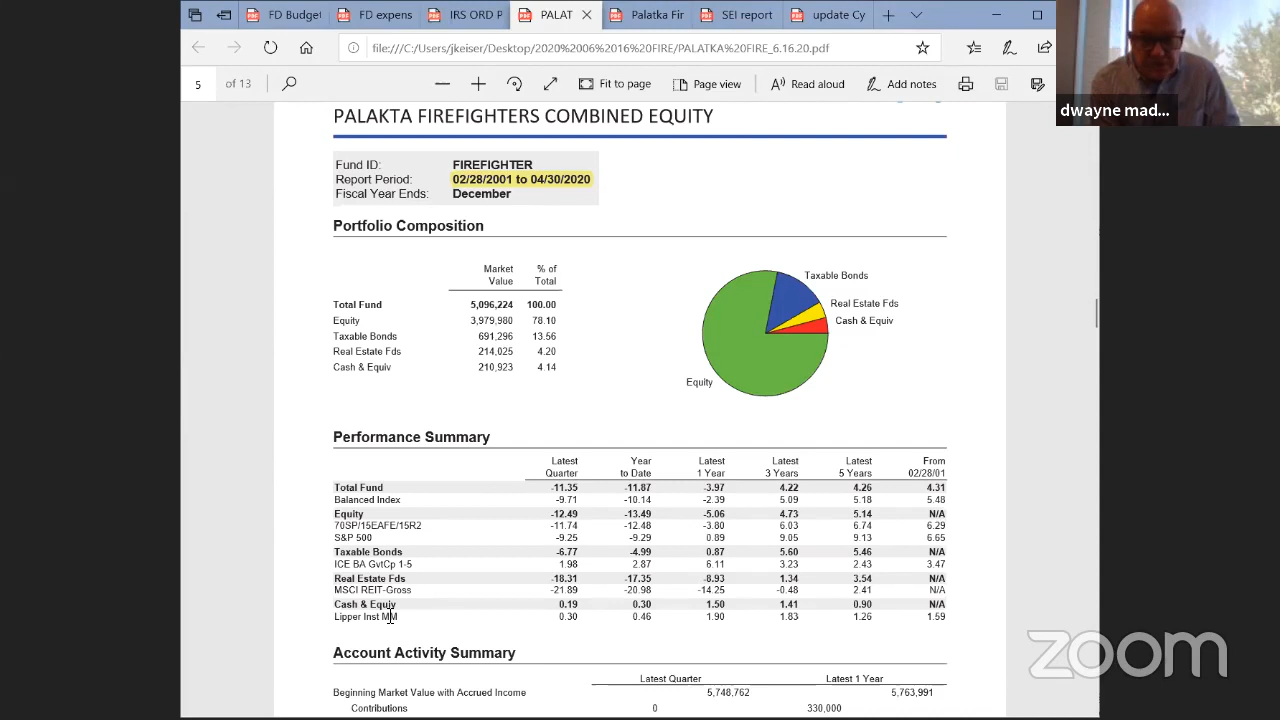 FD Budget
FD expens
IRS ORD P
PALAT
Palatka Fir
SEI report
update Cy
file:///C:/Users/jkeiser/Desktop/2020%2006%2016%20FIRE/PALATKA%20FIRE_6.16.20.pdf
5 of 13
Fit to page
Page view
Read aloud
Add notes
dwayne mad...
PALAKTA FIREFIGHTERS COMBINED EQUITY
Fund ID: FIREFIGHTER
Report Period: 02/28/2001 to 04/30/2020
Fiscal Year Ends: December
Portfolio Composition
Market % of
Value Total
Total Fund 5,096,224 100.00
Equity 3,979,980 78.10
Taxable Bonds 691,296 13.56
Real Estate Fds 214,025 4.20
Cash & Equiv 210,923 4.14
Taxable Bonds
Real Estate Fds
Cash & Equiv
Equity
Performance Summary
Latest Year Latest Latest Latest From
Quarter to Date 1 Year 3 Years 5 Years 02/28/01
Total Fund -11.35 -11.87 -3.97 4.22 4.26 4.31
Balanced Index -9.71 -10.14 -2.39 5.09 5.18 5.48
Equity -12.49 -13.49 -5.06 4.73 5.14 N/A
70SP/15EAFE/15R2 -11.74 -12.48 -3.80 6.03 6.74 6.29
S&P 500 -9.25 -9.29 0.89 9.05 9.13 6.65
Taxable Bonds -6.77 -4.99 0.87 5.60 5.46 N/A
ICE BA GvtCp 1-5 1.98 2.87 6.11 3.23 2.43 3.47
Real Estate Fds -18.31 -17.35 -8.93 1.34 3.54 N/A
MSCI REIT-Gross -21.89 -20.98 -14.25 -0.48 2.41 N/A
Cash & Equiv 0.19 0.30 1.50 1.41 0.90 N/A
Lipper Inst MM 0.30 0.46 1.90 1.83 1.26 1.59
Account Activity Summary
Latest Quarter Latest 1 Year
Beginning Market Value with Accrued Income 5,748,762 5,763,991
Contributions 0 330,000
zoom